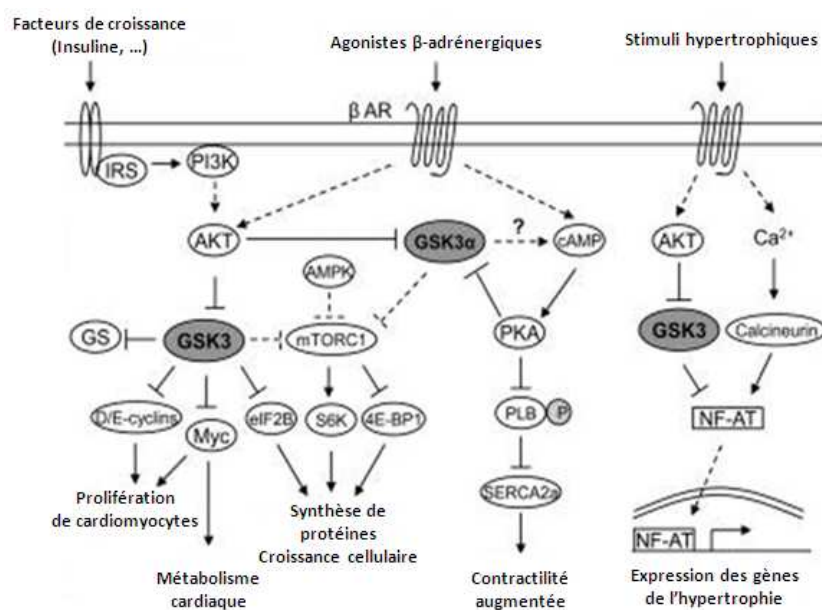 Facteurs de croissance
(Insuline, ...)
Agonistes β-adrénergiques
Stimuli hypertrophiques
β AR
IRS
PI3K
AKT
GSK3α
?
cAMP
AKT
Ca²⁺
AMPK
GS
GSK3
mTORC1
PKA
GSK3
Calcineurin
D/E-cyclins
Myc
eIF2B
S6K
4E-BP1
PLB
P
NF-AT
SERCA2a
Prolifération
de cardiomyocytes
Synthèse de
protéines
Croissance cellulaire
NF-AT
Métabolisme
cardiaque
Contractilité
augmentée
Expression des gènes
de l'hypertrophie